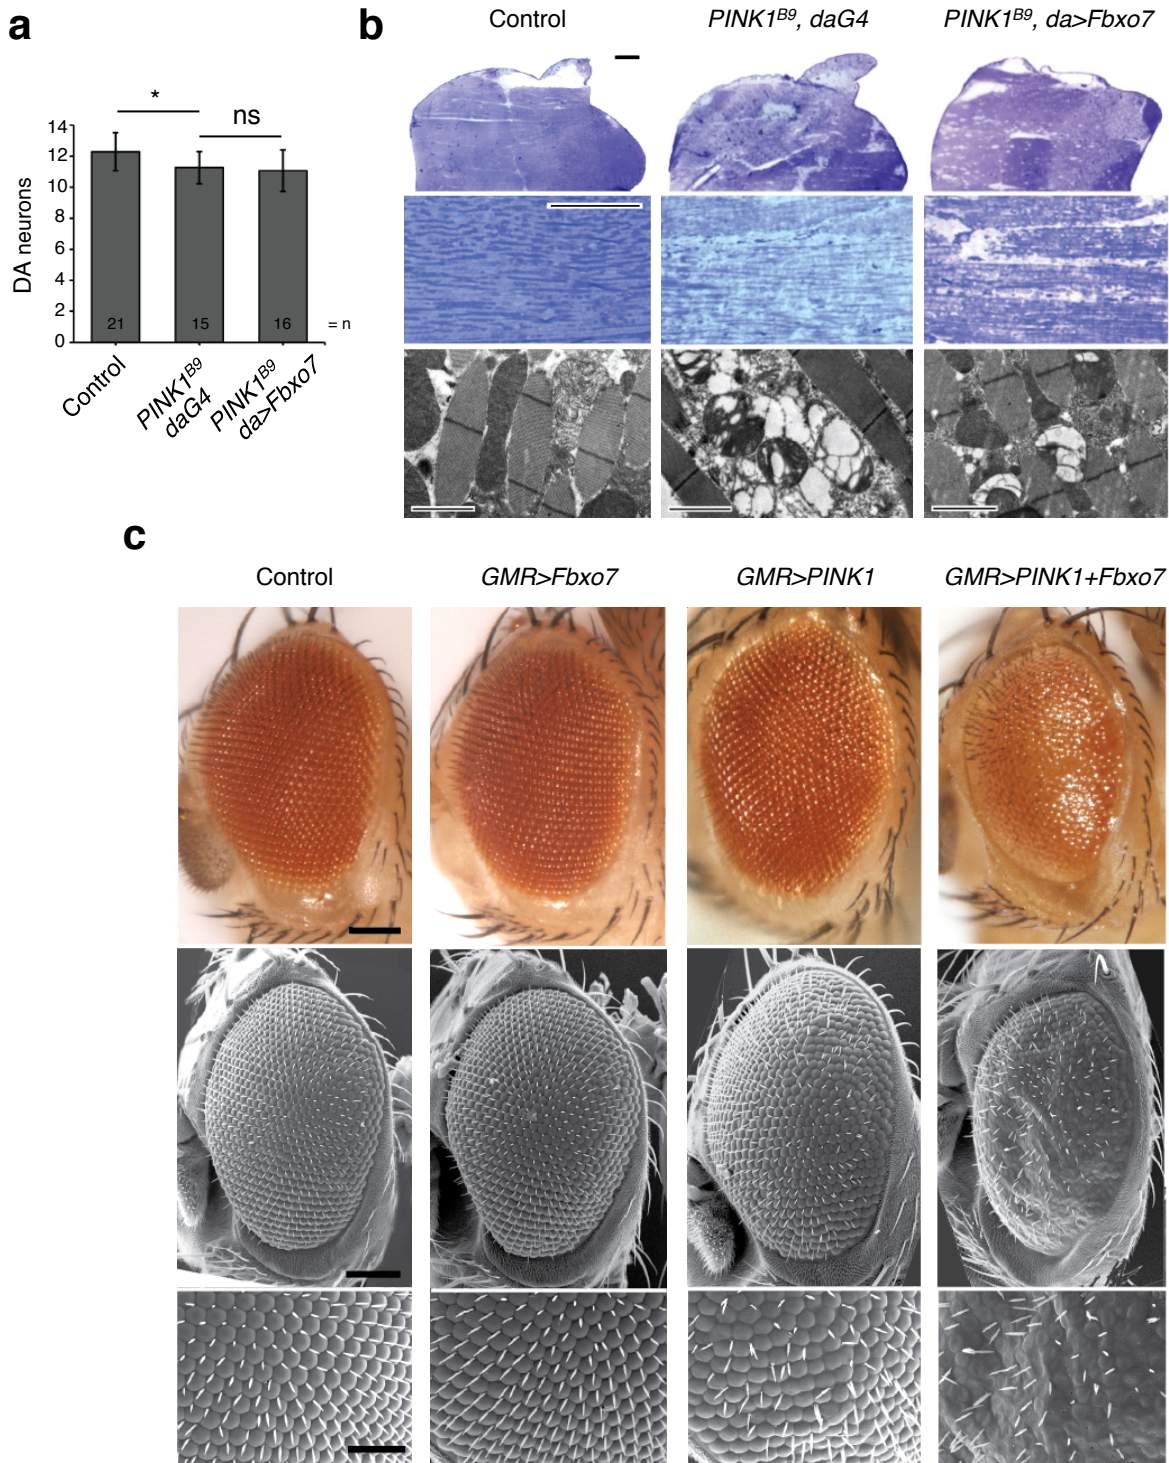 a
*
ns
14
12
10
8
6
4
2
0
DA neurons
21
15
16
= n
Control
PINK1ᴮ⁹
daG4
PINK1ᴮ⁹
da>Fbxo7
b
Control
PINK1ᴮ⁹, daG4
PINK1ᴮ⁹, da>Fbxo7
c
Control
GMR>Fbxo7
GMR>PINK1
GMR>PINK1+Fbxo7